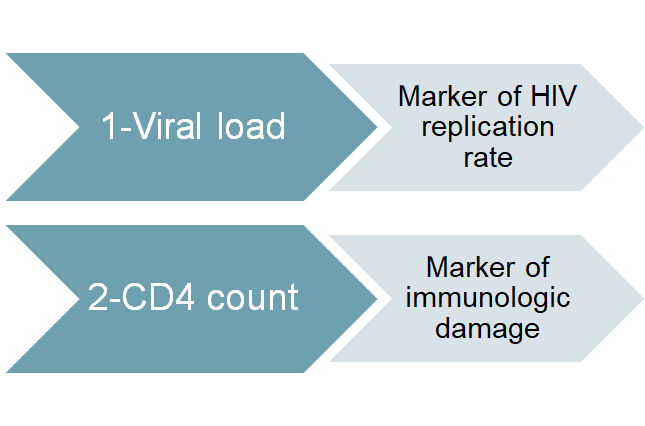 1-Viral load
Marker of HIV
replication
rate
2-CD4 count
Marker of
immunologic
damage